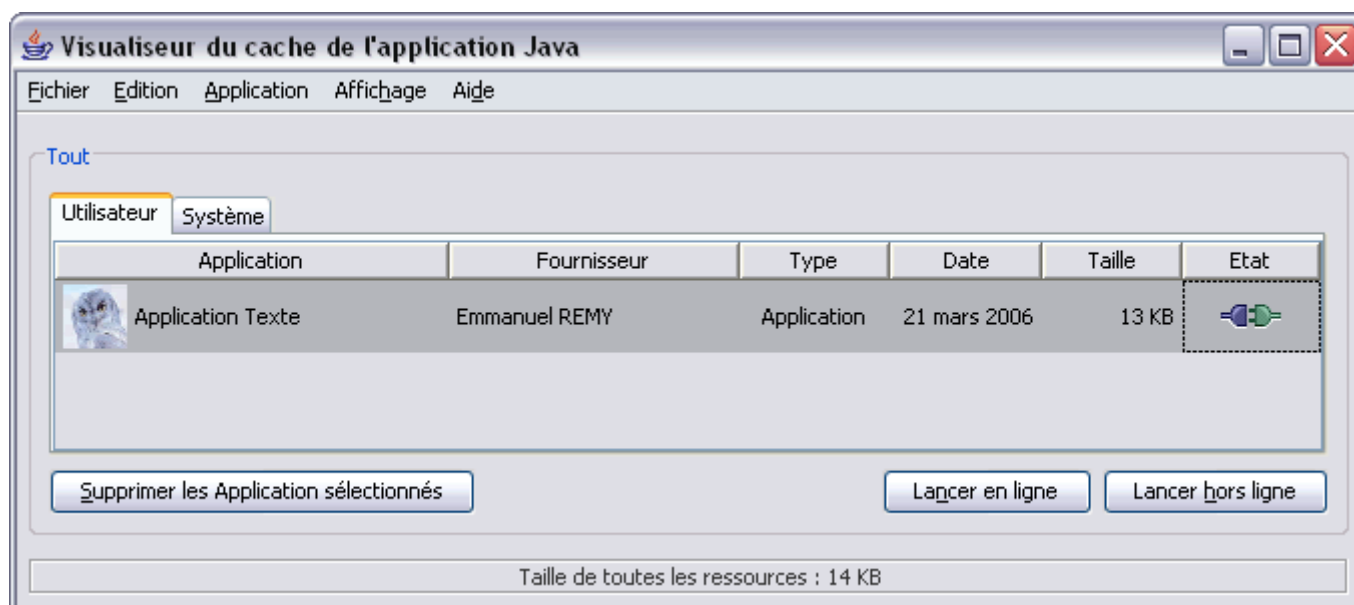 Visualiseur du cache de l'application Java
Fichier Edition Application Affichage Aide
Tout
Utilisateur Système
Application Fournisseur Type Date Taille Etat
Application Texte Emmanuel REMY Application 21 mars 2006 13 KB
Supprimer les Application sélectionnés Lancer en ligne Lancer hors ligne
Taille de toutes les ressources : 14 KB